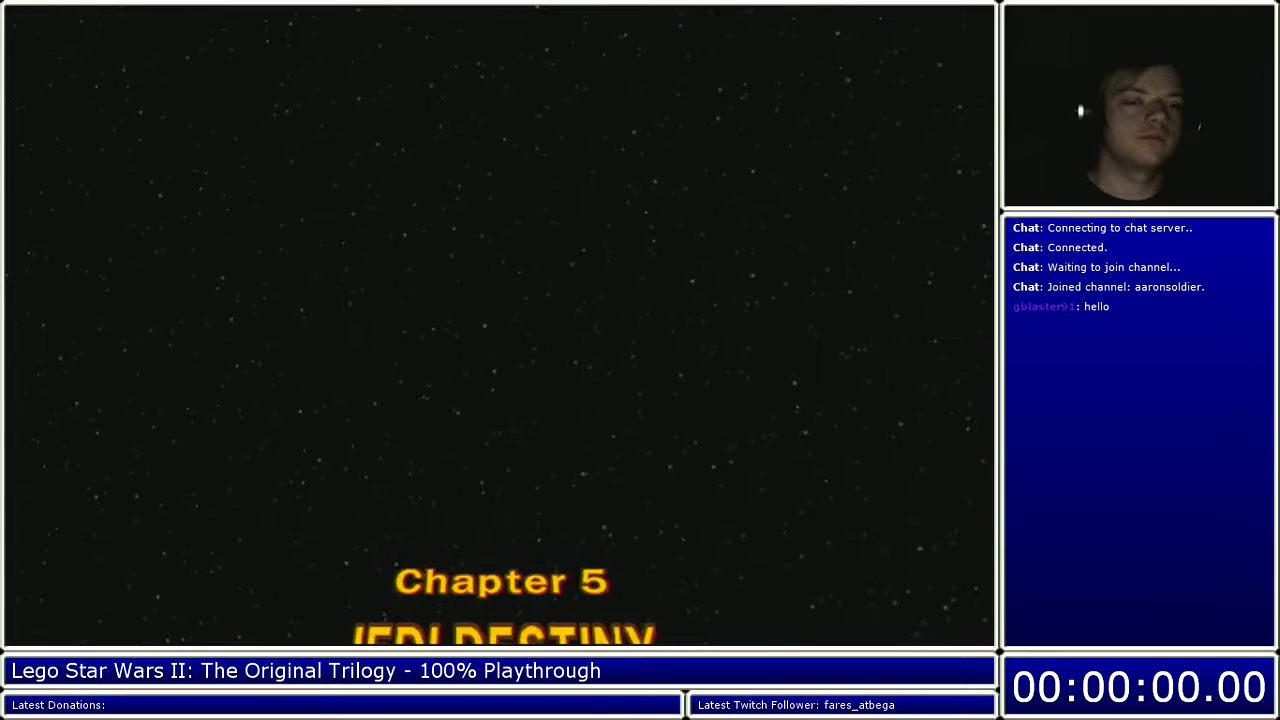 Chapter 5
JEDI DESTINY
Chat: Connecting to chat server..
Chat: Connected.
Chat: Waiting to join channel...
Chat: Joined channel: aaronsoldier.
gblaster91: hello
Lego Star Wars II: The Original Trilogy - 100% Playthrough
Latest Donations:
Latest Twitch Follower: fares_atbega
00:00:00.00